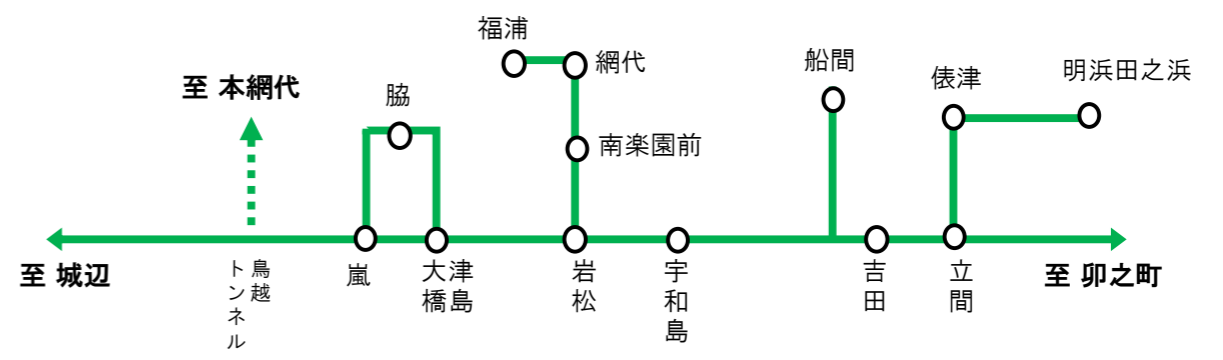 福浦
網代
船間
明浜田之浜
俵津
至 本網代
脇
南楽園前
至 城辺
鳥越
トンネル
嵐
津島
大橋
岩松
宇和島
吉田
立間
至 卯之町